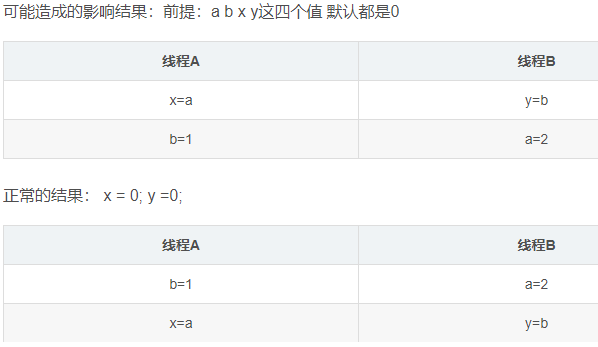 可能造成的影响结果：前提：a b x y这四个值 默认都是0
线程A 线程B
x=a y=b
b=1 a=2
正常的结果： x = 0; y =0;
线程A 线程B
b=1 a=2
x=a y=b